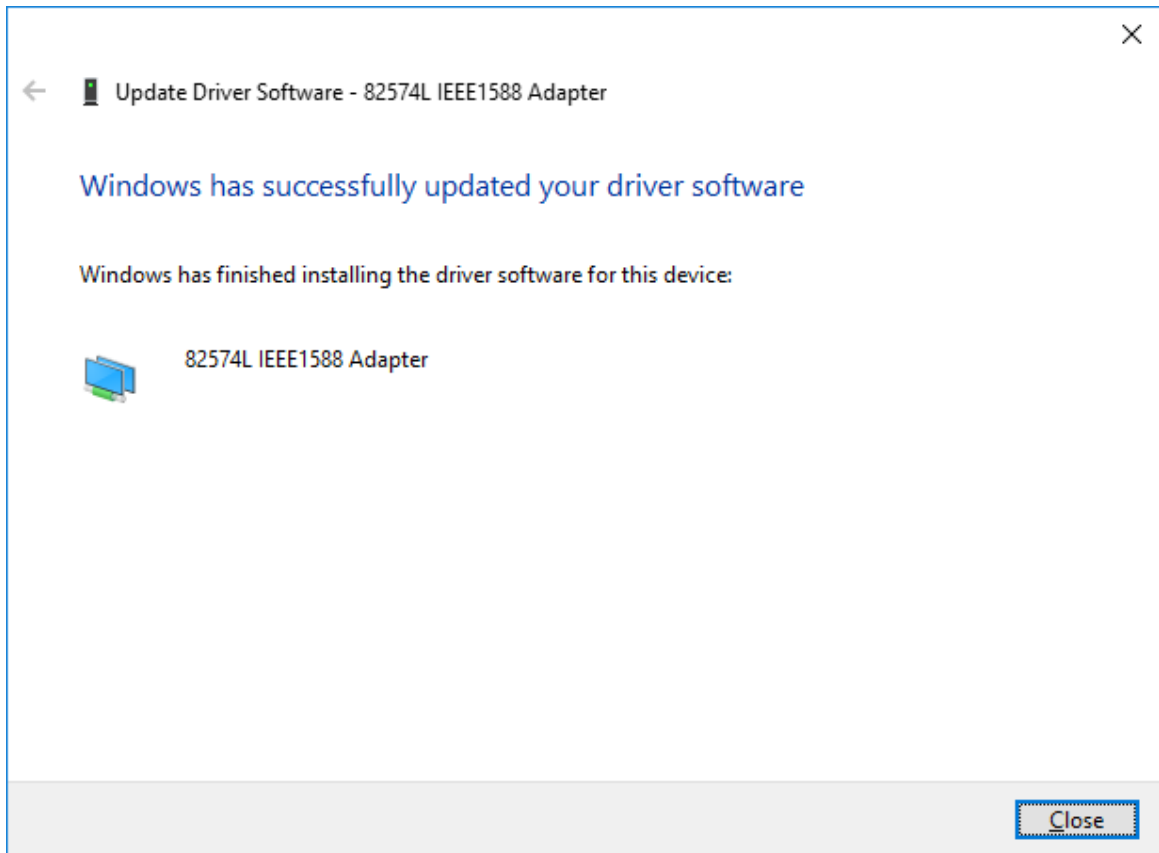 Update Driver Software - 82574L IEEE1588 Adapter
Windows has successfully updated your driver software
Windows has finished installing the driver software for this device:
82574L IEEE1588 Adapter
Close